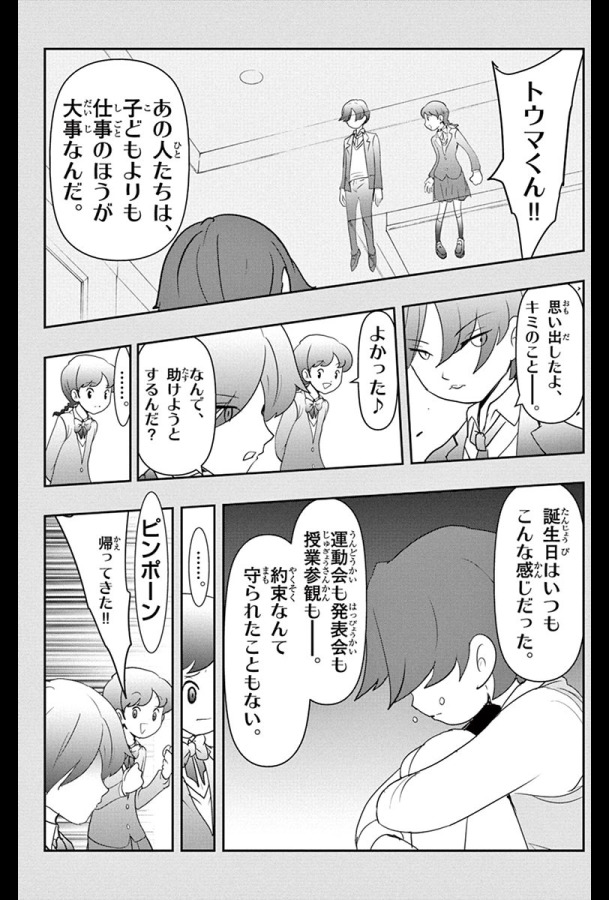 トウマくん!!
あの人たちは、
子どもよりも
仕事のほうが
大事なんだ。
思い出したよ、
キミのこと――。
よかった♪
なんて、
助けようと
するんだ?
……。
誕生日はいつも
こんな感じだった。
運動会も発表会も
授業参観も――。
約束なんて
守られたこともない。
……。
ピンポーン
帰ってきた!!